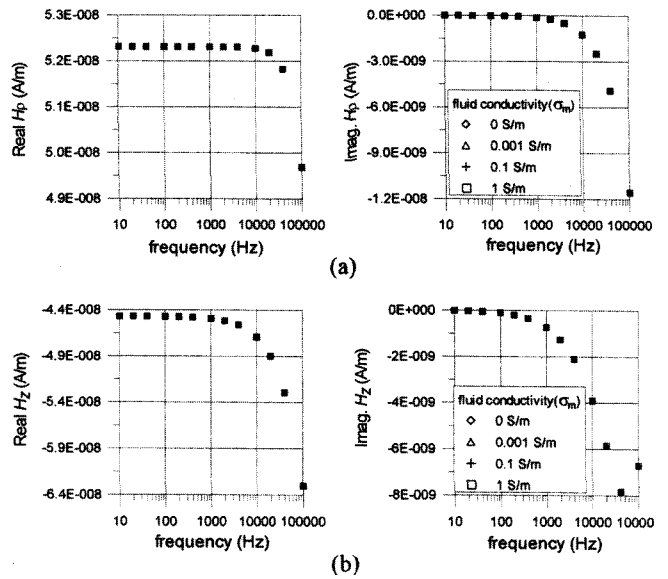 5.3E-008
5.2E-008
5.1E-008
5.0E-008
4.9E-008
Real Hρ (A/m)
10 100 1000 10000 100000
frequency (Hz)
0.0E+000
-3.0E-009
-6.0E-009
-9.0E-009
-1.2E-008
Imag. Hρ (A/m)
fluid conductivity(σm)
0 S/m
0.001 S/m
0.1 S/m
1 S/m
10 100 1000 10000 100000
frequency (Hz)
(a)
-4.4E-008
-4.9E-008
-5.4E-008
-5.9E-008
-6.4E-008
Real Hz (A/m)
10 100 1000 10000 100000
frequency (Hz)
0E+000
-2E-009
-4E-009
-6E-009
-8E-009
Imag. Hz (A/m)
fluid conductivity(σm)
0 S/m
0.001 S/m
0.1 S/m
1 S/m
10 100 1000 10000 100000
frequency (Hz)
(b)